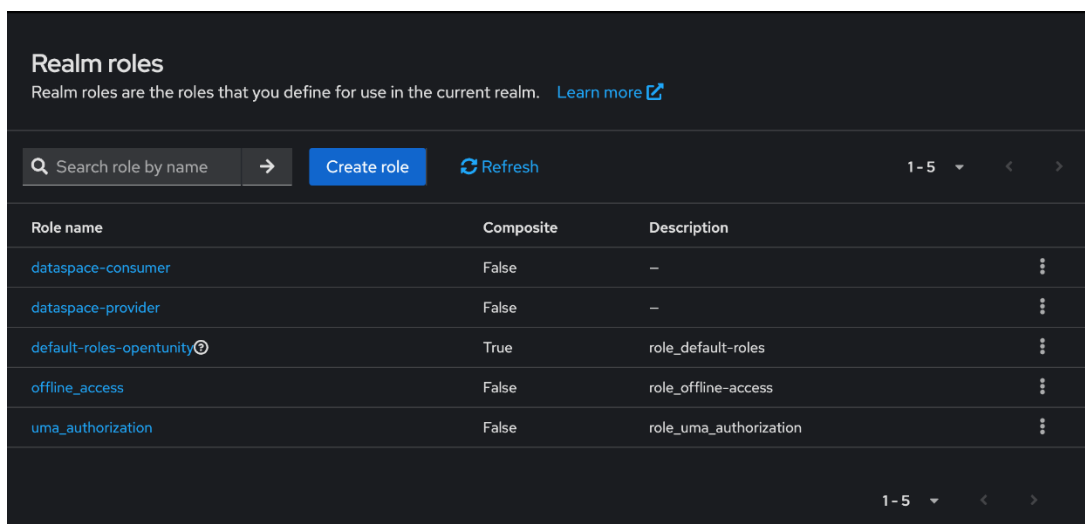 Realm roles
Realm roles are the roles that you define for use in the current realm. Learn more
Search role by name Create role Refresh 1 - 5
Role name Composite Description
dataspace-consumer False –
dataspace-provider False –
default-roles-opentunity True role_default-roles
offline_access False role_offline-access
uma_authorization False role_uma_authorization
1 - 5